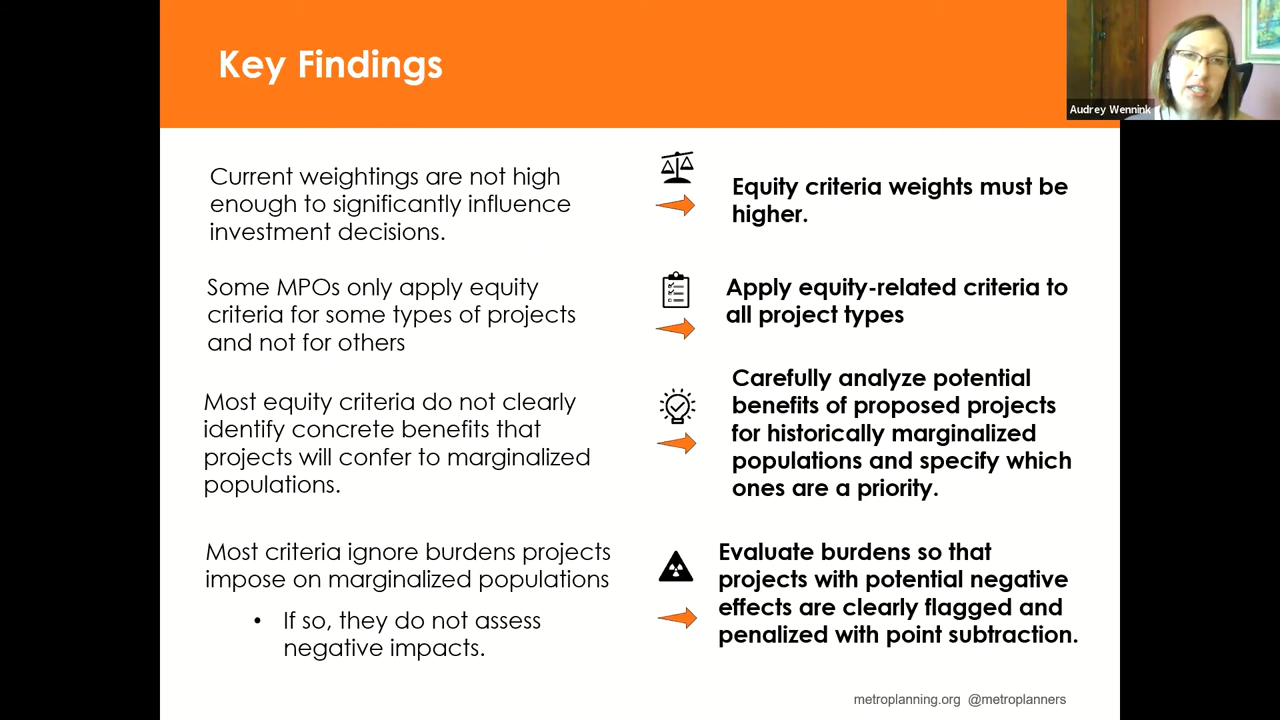 Key Findings
Audrey Wennink
Current weightings are not high
enough to significantly influence
investment decisions.
Equity criteria weights must be
higher.
Some MPOs only apply equity
criteria for some types of projects
and not for others
Apply equity-related criteria to
all project types
Most equity criteria do not clearly
identify concrete benefits that
projects will confer to marginalized
populations.
Carefully analyze potential
benefits of proposed projects
for historically marginalized
populations and specify which
ones are a priority.
Most criteria ignore burdens projects
impose on marginalized populations
• If so, they do not assess
negative impacts.
Evaluate burdens so that
projects with potential negative
effects are clearly flagged and
penalized with point subtraction.
metroplanning.org @metroplanners